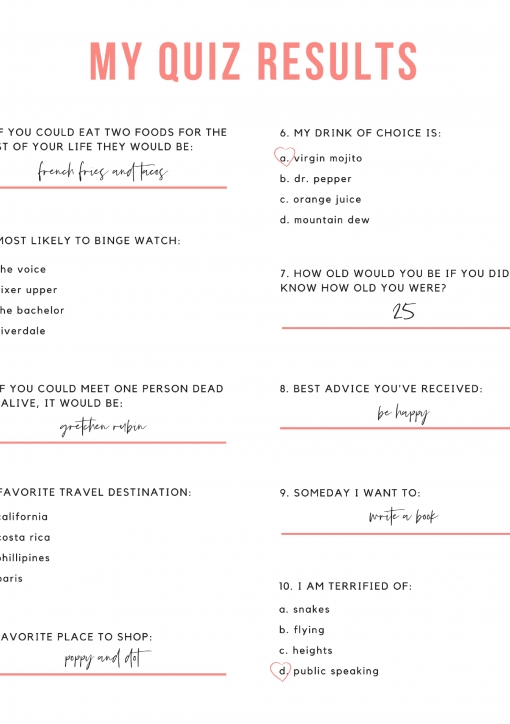 MY QUIZ RESULTS
F YOU COULD EAT TWO FOODS FOR THE
ST OF YOUR LIFE THEY WOULD BE:
french fries and tacos
MOST LIKELY TO BINGE WATCH:
he voice
ixer upper
he bachelor
iverdale
F YOU COULD MEET ONE PERSON DEAD
ALIVE, IT WOULD BE:
gretchen rubin
FAVORITE TRAVEL DESTINATION:
california
costa rica
phillipines
paris
AVORITE PLACE TO SHOP:
poppy and dot
6. MY DRINK OF CHOICE IS:
a. virgin mojito
b. dr. pepper
c. orange juice
d. mountain dew
7. HOW OLD WOULD YOU BE IF YOU DID
KNOW HOW OLD YOU WERE?
25
8. BEST ADVICE YOU'VE RECEIVED:
be happy
9. SOMEDAY I WANT TO:
write a book
10. I AM TERRIFIED OF:
a. snakes
b. flying
c. heights
d. public speaking